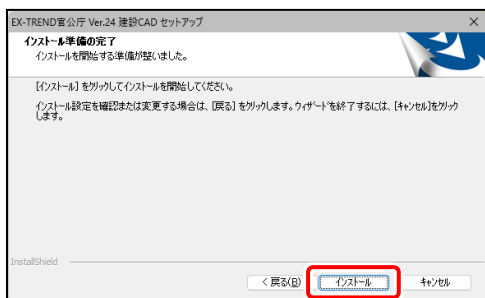 EX-TREND官公庁 Ver.24 建設CAD セットアップ
インストール準備の完了
インストールを開始する準備が整いました。
[インストール] をクリックしてインストールを開始してください。
インストール設定を確認または変更する場合は、[戻る] をクリックします。ウィザードを終了するには、[キャンセル]をクリック
します。
InstallShield
< 戻る(B)
インストール
キャンセル